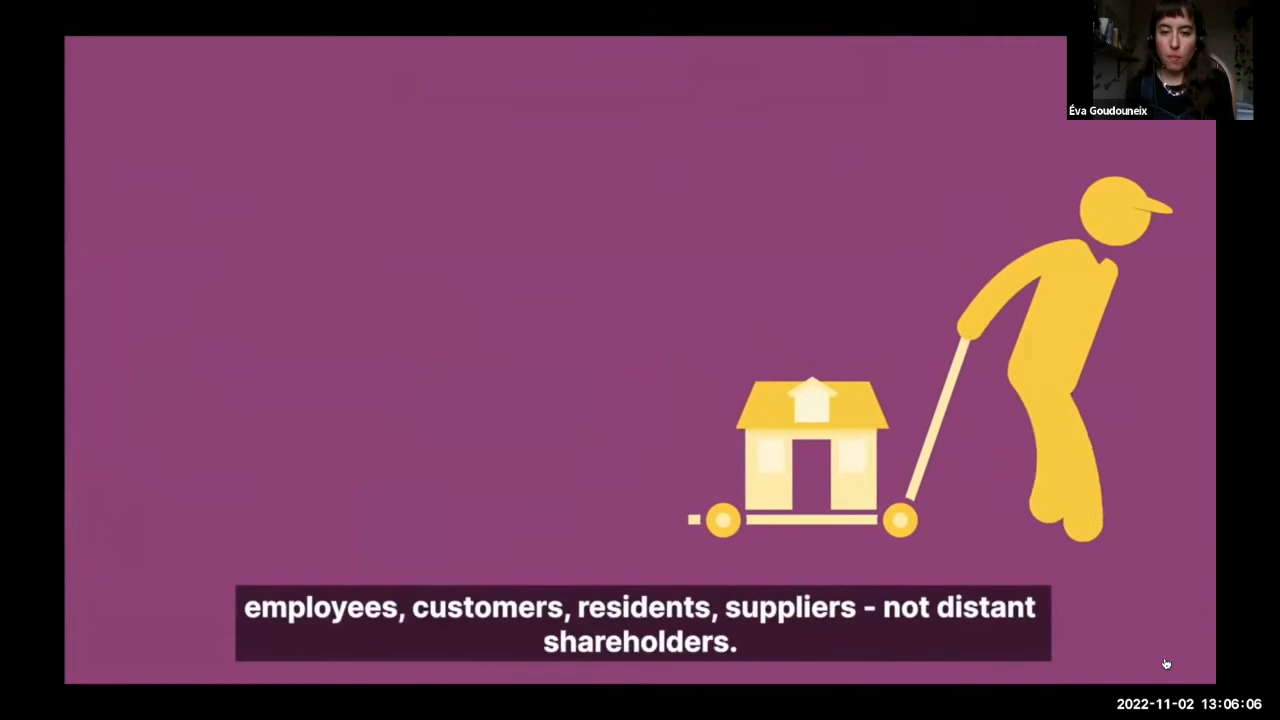 Éva Goudouneix
employees, customers, residents, suppliers - not distant
shareholders.
2022-11-02 13:06:06